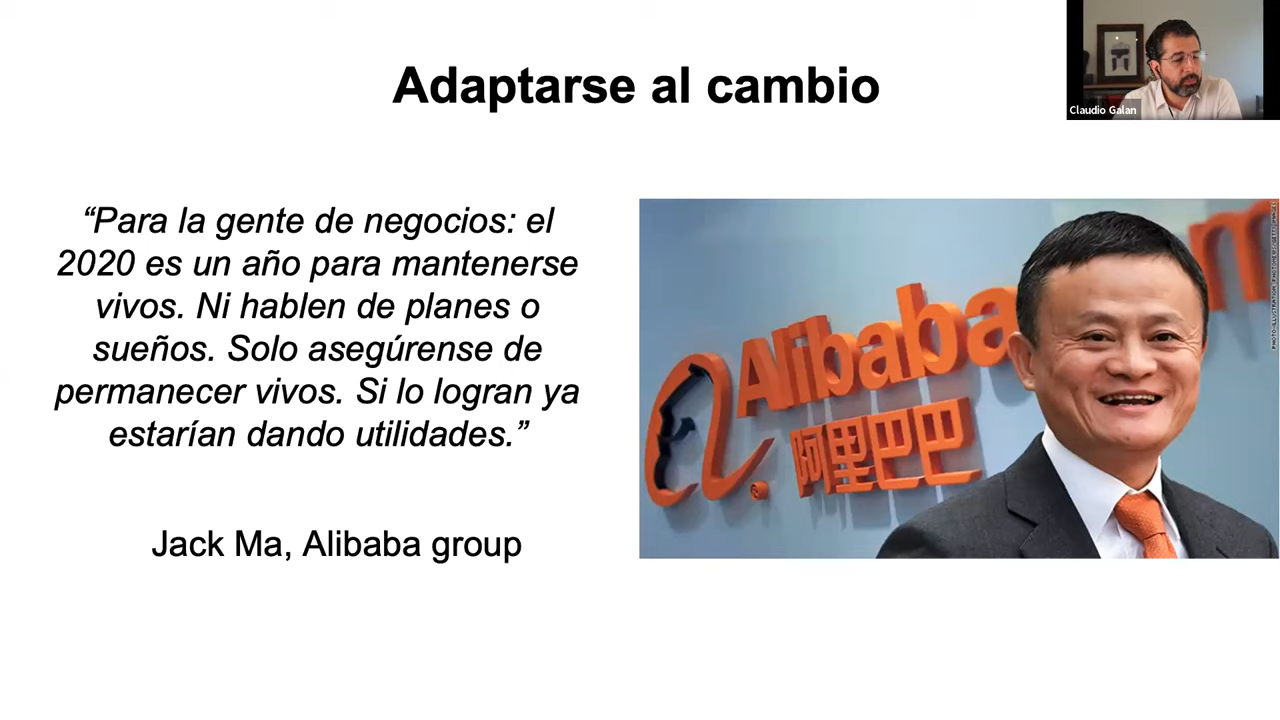 Adaptarse al cambio
Claudio Galan
“Para la gente de negocios: el
2020 es un año para mantenerse
vivos. Ni hablen de planes o
sueños. Solo asegúrense de
permanecer vivos. Si lo logran ya
estarían dando utilidades.”
Jack Ma, Alibaba group
Alibaba
阿里巴巴